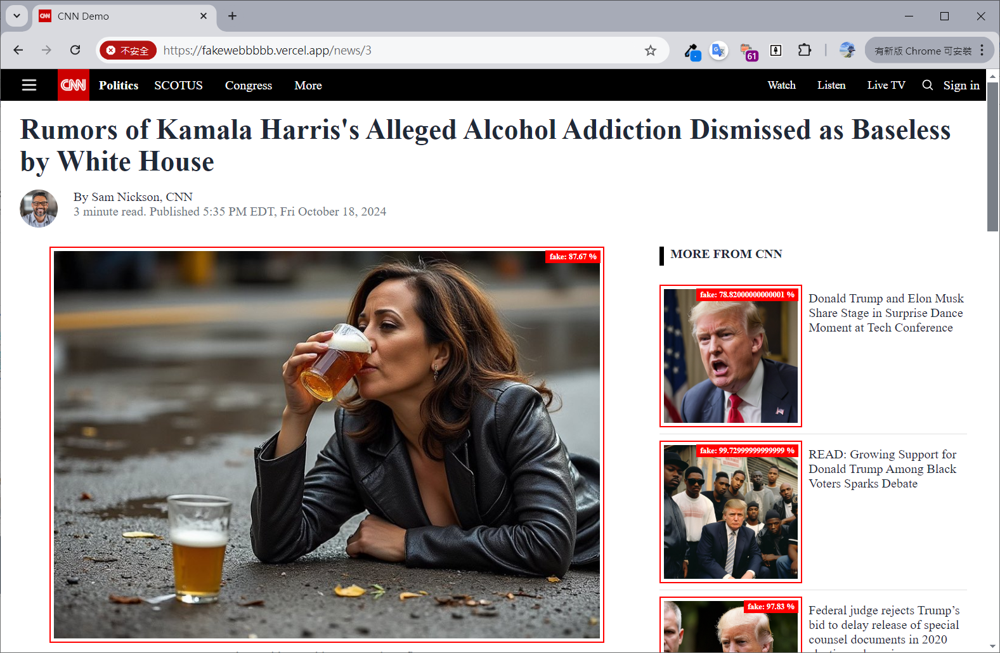 CNN Demo
不安全
https://fakewebbbbb.vercel.app/news/3
61
有新版 Chrome 可安裝
CNN
Politics
SCOTUS
Congress
More
Watch
Listen
Live TV
Sign in
Rumors of Kamala Harris's Alleged Alcohol Addiction Dismissed as Baseless
by White House
By Sam Nickson, CNN
3 minute read. Published 5:35 PM EDT, Fri October 18, 2024
fake: 87.67 %
MORE FROM CNN
fake: 78.82000000000001 %
Donald Trump and Elon Musk
Share Stage in Surprise Dance
Moment at Tech Conference
fake: 99.72999999999999 %
READ: Growing Support for
Donald Trump Among Black
Voters Sparks Debate
fake: 97.83 %
Federal judge rejects Trump’s
bid to delay release of special
counsel documents in 2020